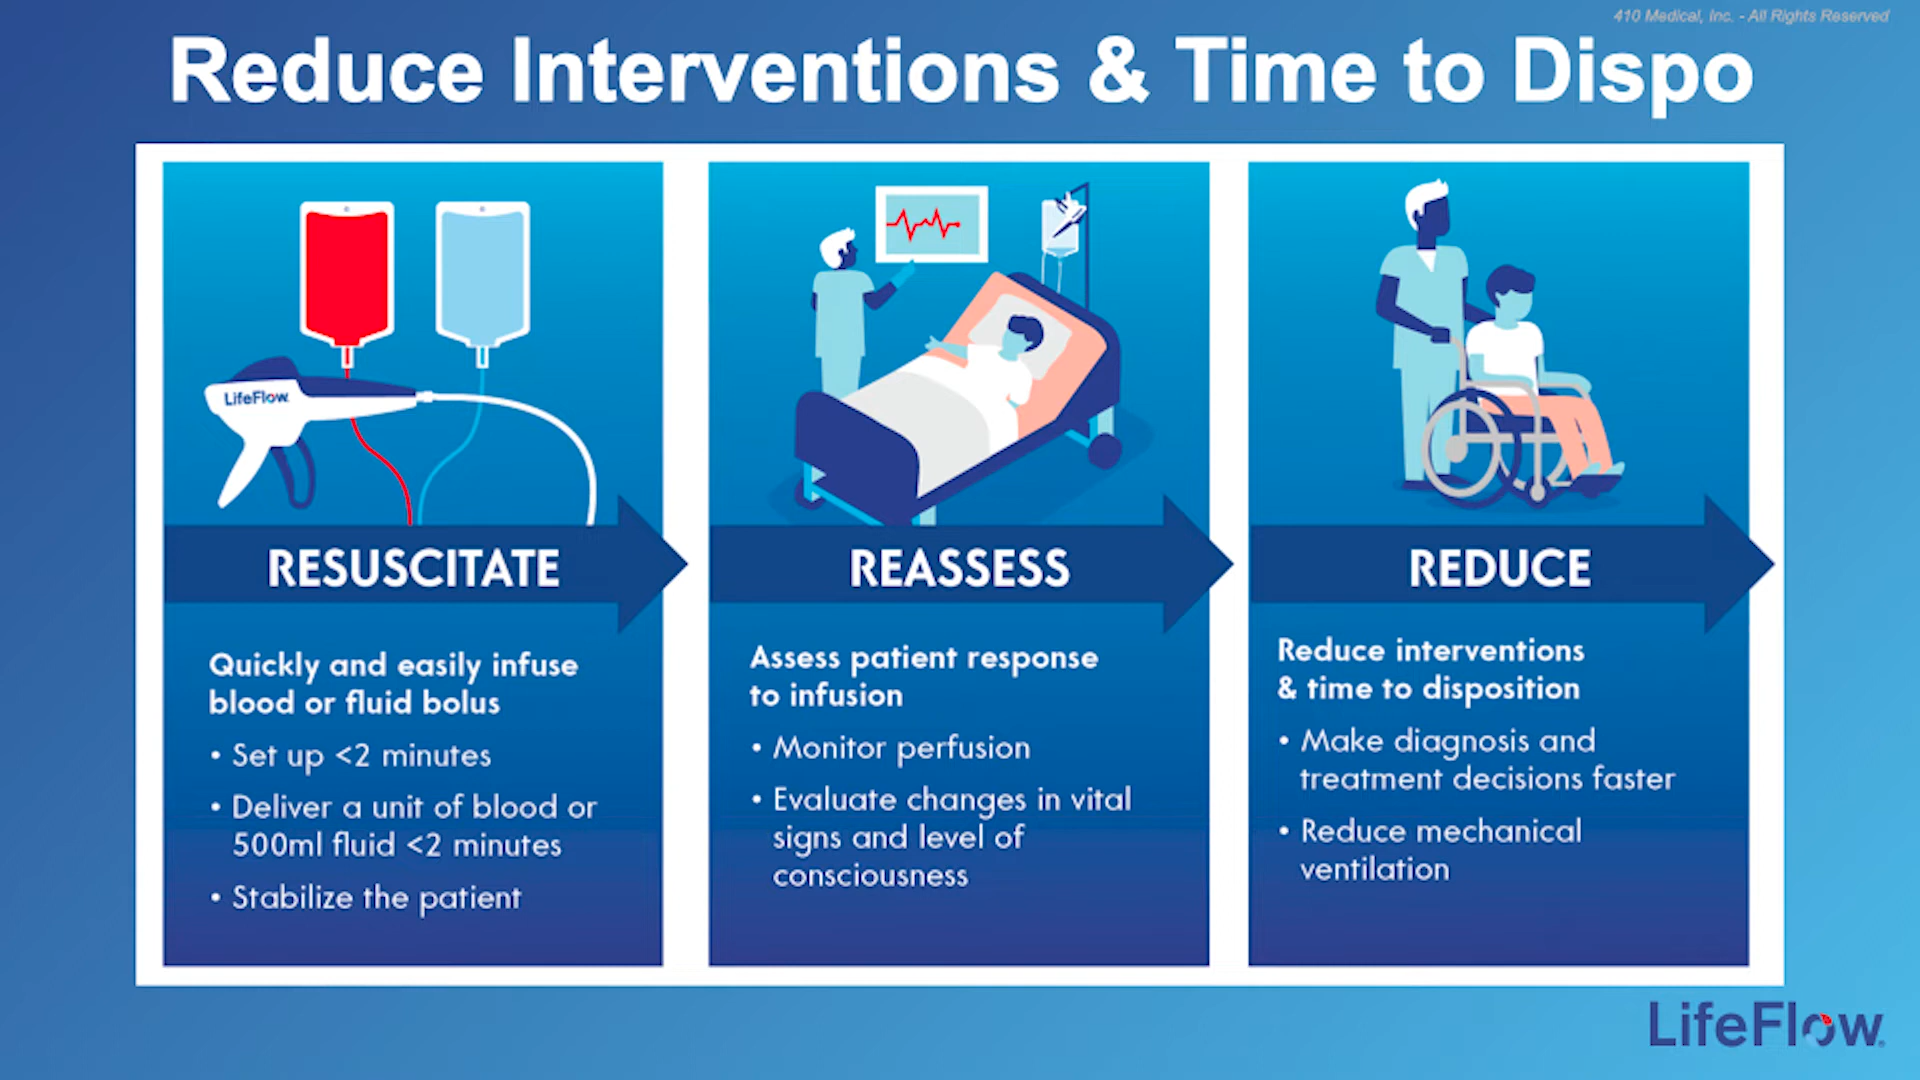 410 Medical, Inc. - All Rights Reserved
Reduce Interventions & Time to Dispo
LifeFlow
RESUSCITATE
Quickly and easily infuse
blood or fluid bolus
• Set up <2 minutes
• Deliver a unit of blood or
500ml fluid <2 minutes
• Stabilize the patient
REASSESS
Assess patient response
to infusion
• Monitor perfusion
• Evaluate changes in vital
signs and level of
consciousness
REDUCE
Reduce interventions
& time to disposition
• Make diagnosis and
treatment decisions faster
• Reduce mechanical
ventilation
LifeFlow